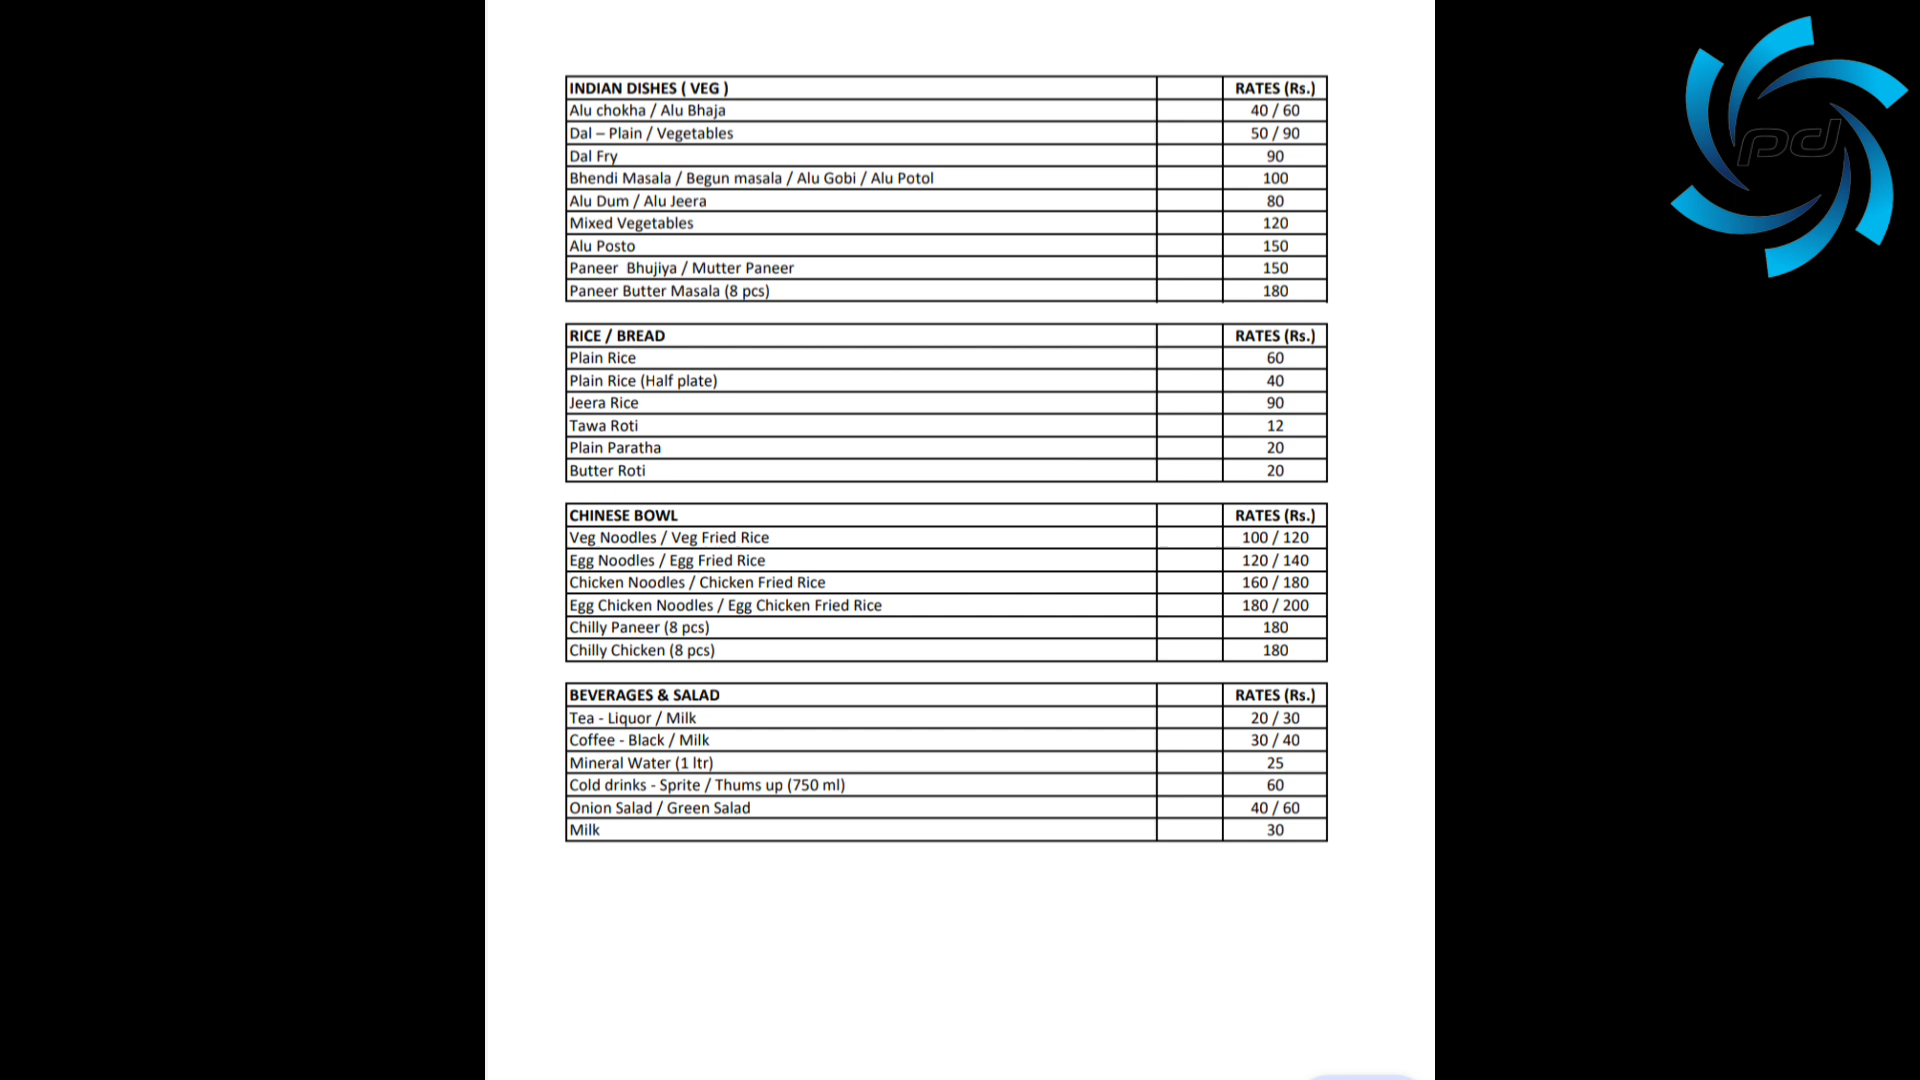 INDIAN DISHES ( VEG ) RATES (Rs.)
Alu chokha / Alu Bhaja 40 / 60
Dal – Plain / Vegetables 50 / 90
Dal Fry 90
Bhendi Masala / Begun masala / Alu Gobi / Alu Potol 100
Alu Dum / Alu Jeera 80
Mixed Vegetables 120
Alu Posto 150
Paneer  Bhujiya / Mutter Paneer 150
Paneer Butter Masala (8 pcs) 180
RICE / BREAD RATES (Rs.)
Plain Rice 60
Plain Rice (Half plate) 40
Jeera Rice 90
Tawa Roti 12
Plain Paratha 20
Butter Roti 20
CHINESE BOWL RATES (Rs.)
Veg Noodles / Veg Fried Rice 100 / 120
Egg Noodles / Egg Fried Rice 120 / 140
Chicken Noodles / Chicken Fried Rice 160 / 180
Egg Chicken Noodles / Egg Chicken Fried Rice 180 / 200
Chilly Paneer (8 pcs) 180
Chilly Chicken (8 pcs) 180
BEVERAGES & SALAD RATES (Rs.)
Tea - Liquor / Milk 20 / 30
Coffee - Black / Milk 30 / 40
Mineral Water (1 ltr) 25
Cold drinks - Sprite / Thums up (750 ml) 60
Onion Salad / Green Salad 40 / 60
Milk 30
pd